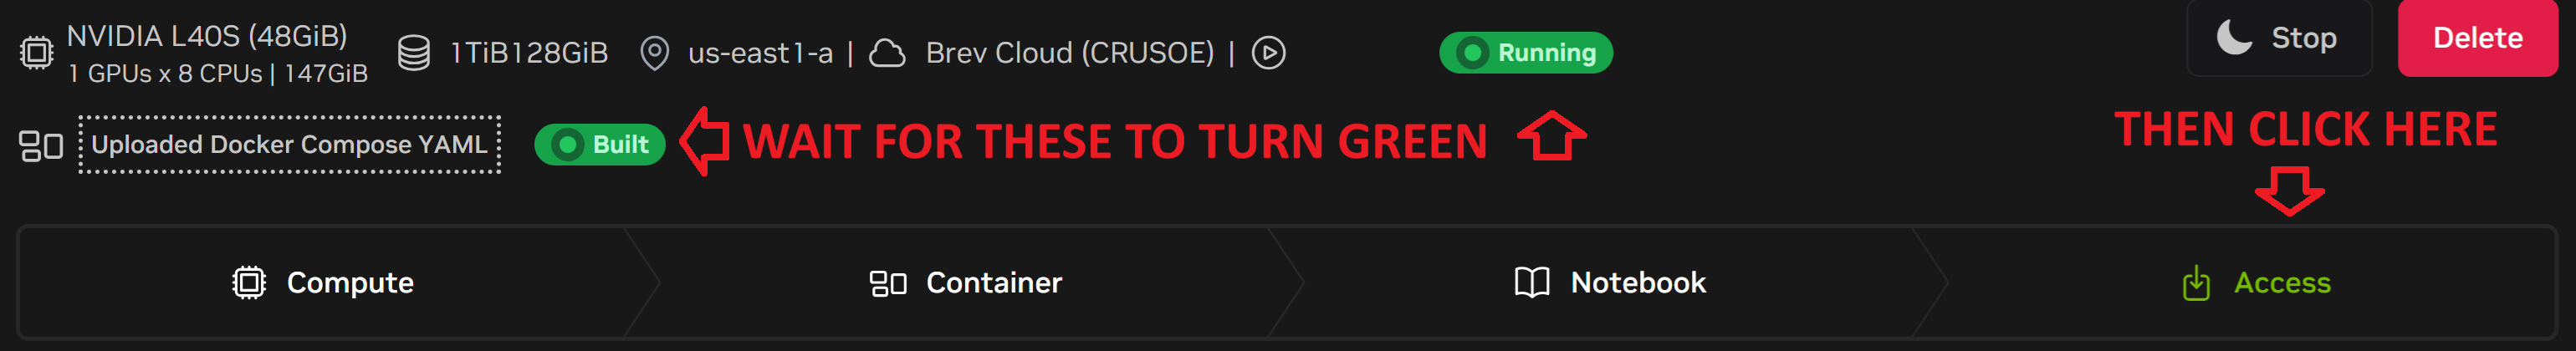 NVIDIA L40S (48GiB)
1 GPUs x 8 CPUs | 147GiB
1TiB128GiB
us-east1-a |
Brev Cloud (CRUSOE) |
Running
Stop
Delete
Uploaded Docker Compose YAML
Built
WAIT FOR THESE TO TURN GREEN
THEN CLICK HERE
Compute
Container
Notebook
Access